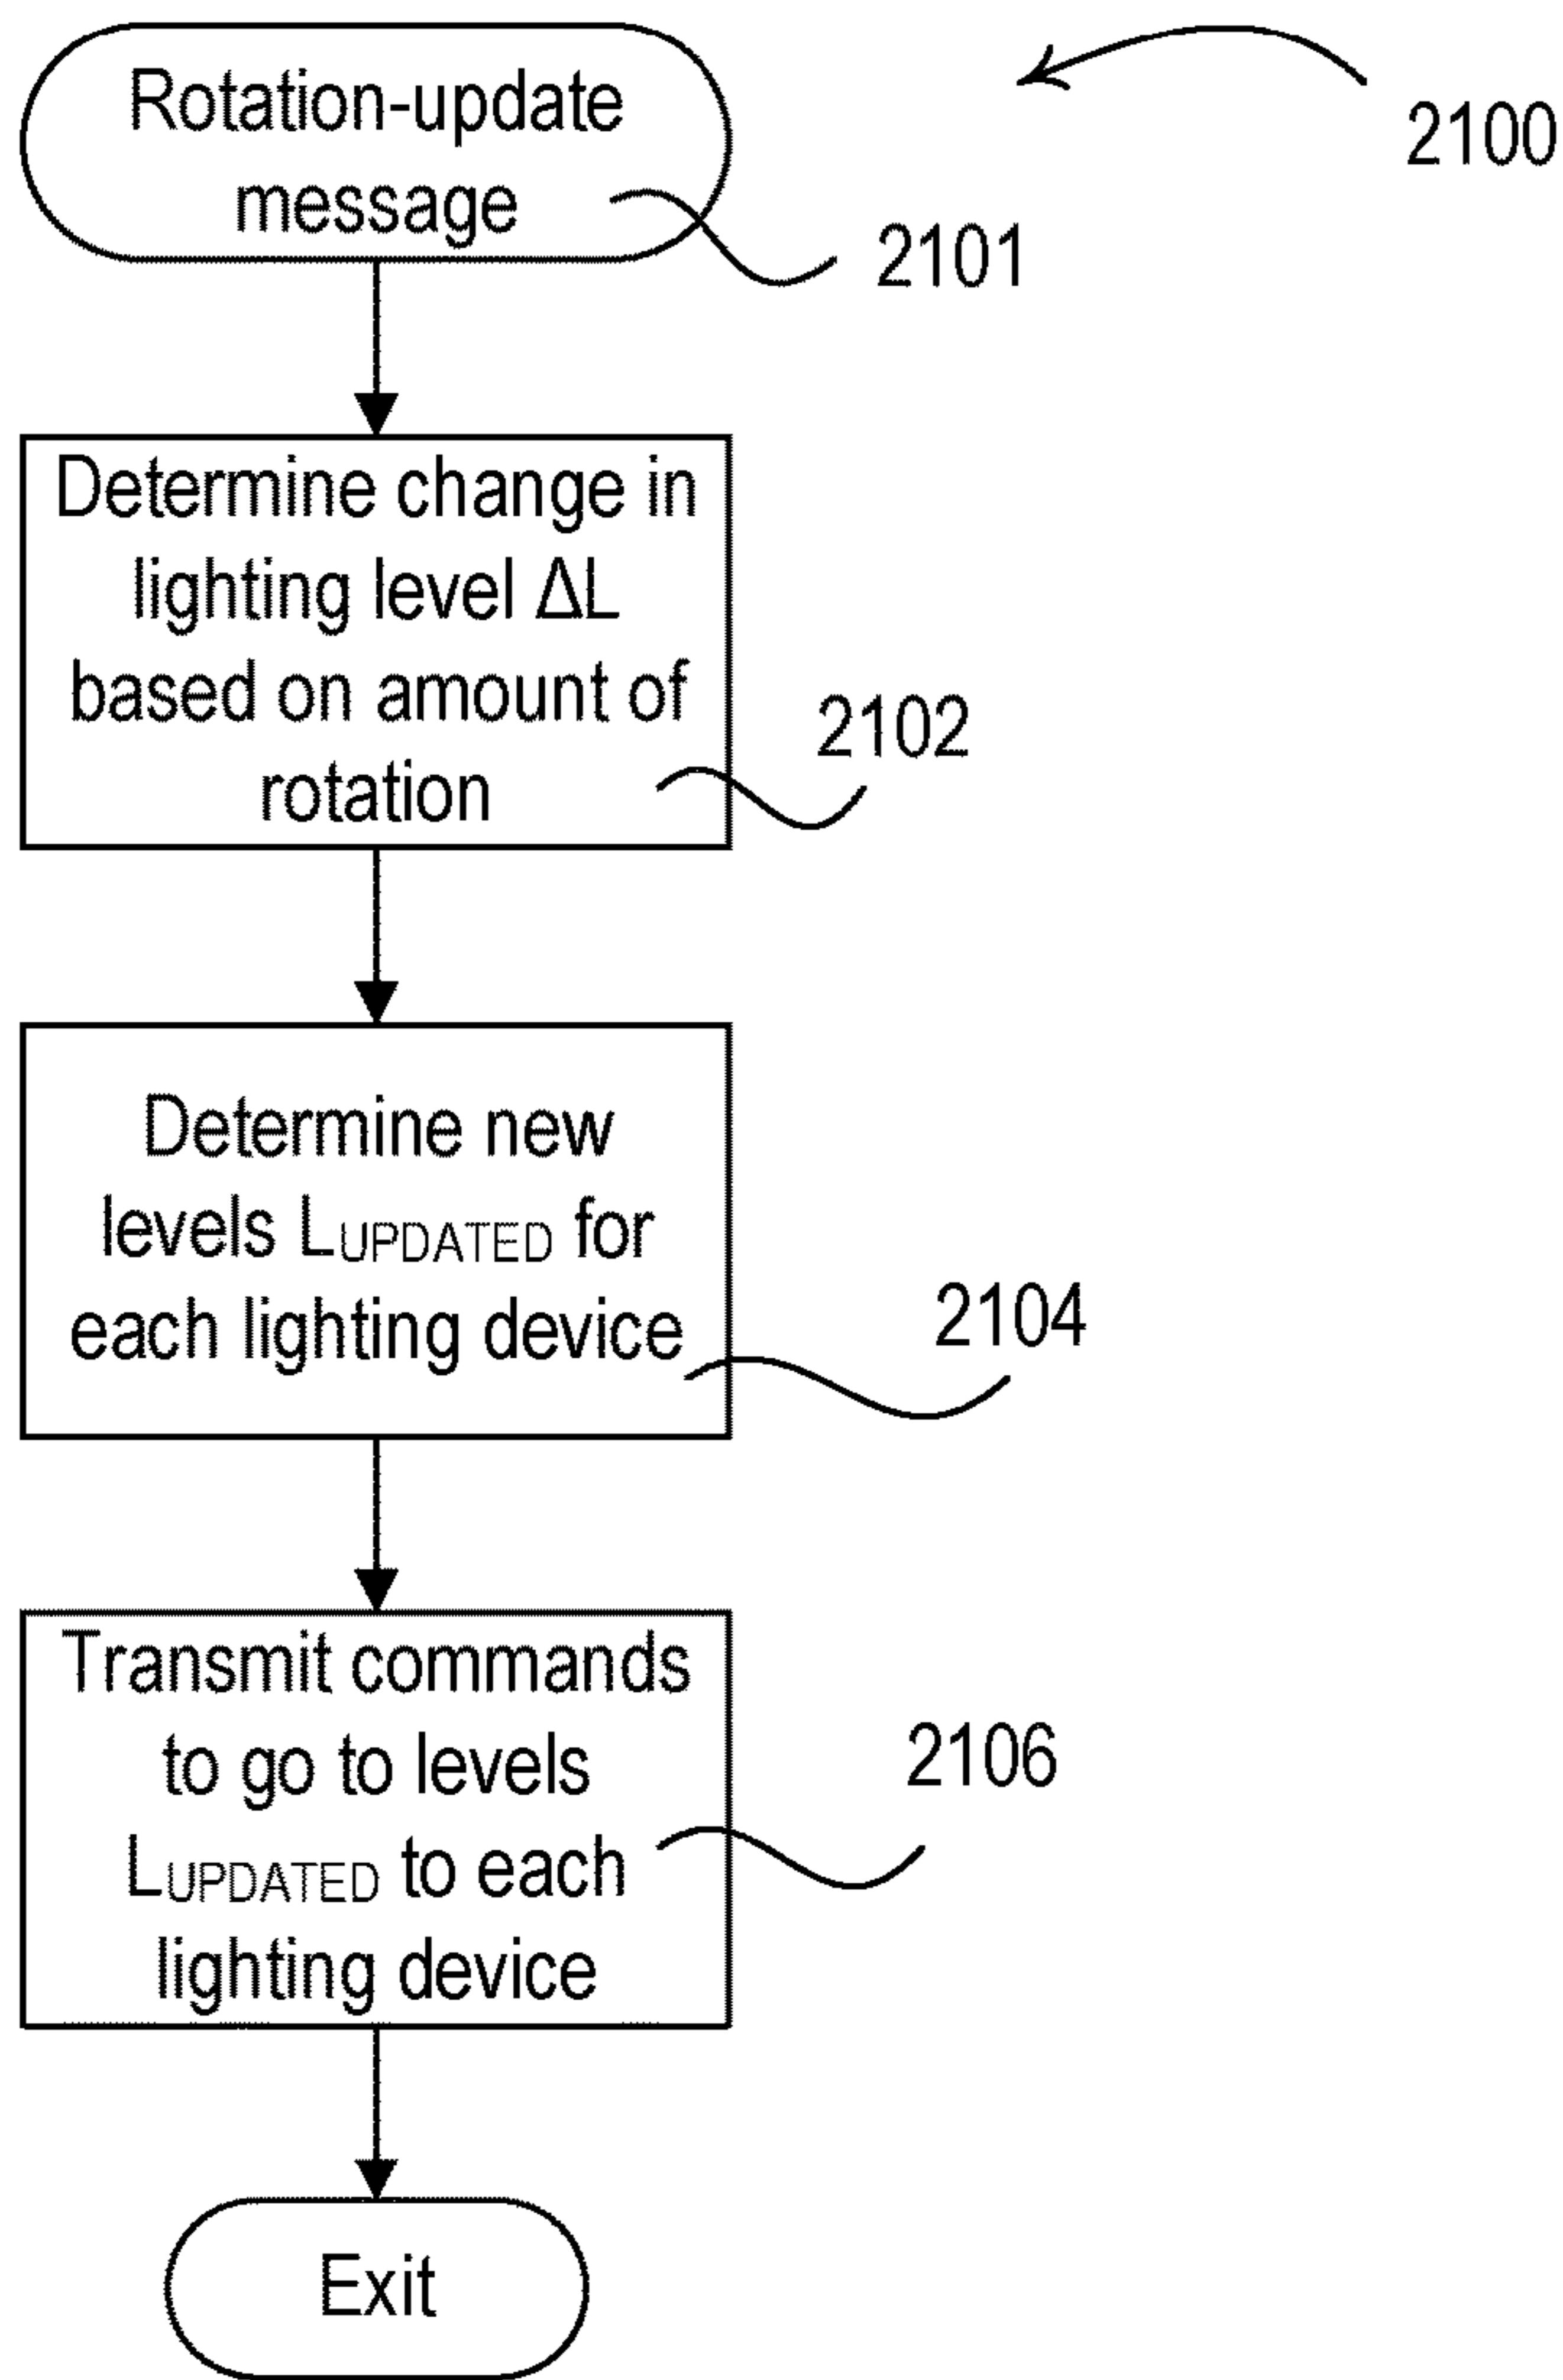 Rotation-update
message
2100
2101
Determine change in
lighting level ΔL
based on amount of
rotation
2102
Determine new
levels LUPDATED for
each lighting device
2104
Transmit commands
to go to levels
LUPDATED to each
lighting device
2106
Exit